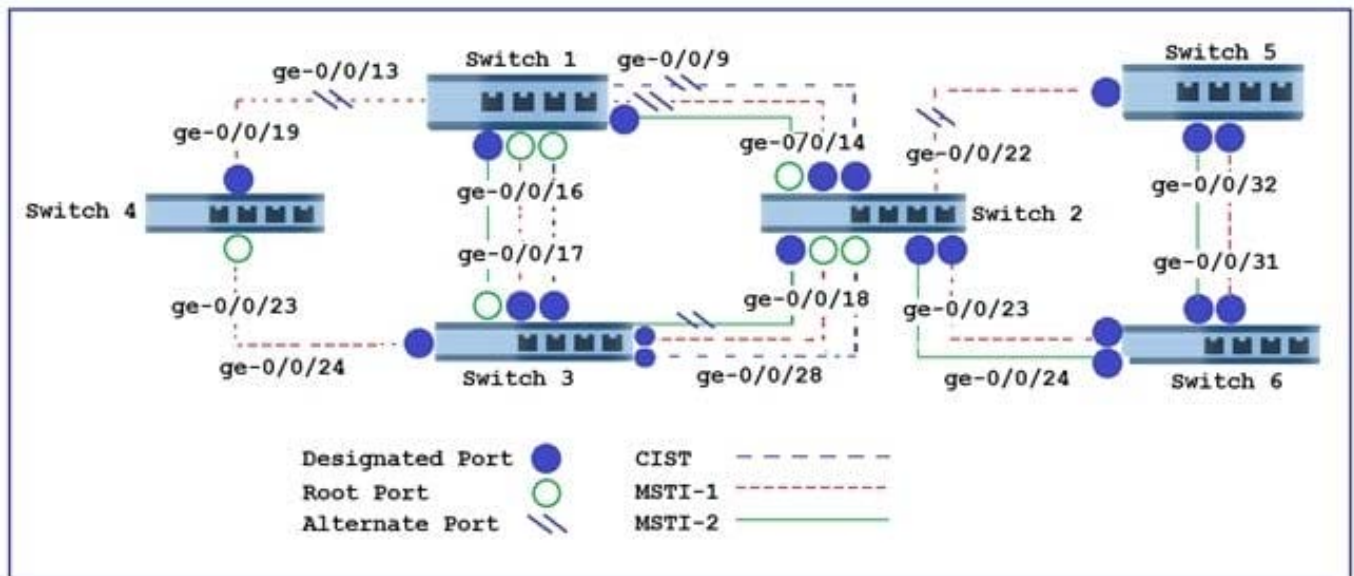 Switch 1
ge-0/0/9
Switch 5
ge-0/0/13
ge-0/0/19
ge-0/0/14
ge-0/0/22
ge-0/0/16
ge-0/0/32
Switch 4
Switch 2
ge-0/0/17
ge-0/0/31
ge-0/0/23
ge-0/0/18
ge-0/0/23
ge-0/0/24
Switch 3
ge-0/0/28
ge-0/0/24
Switch 6
Designated Port
CIST
Root Port
MSTI-1
Alternate Port
MSTI-2